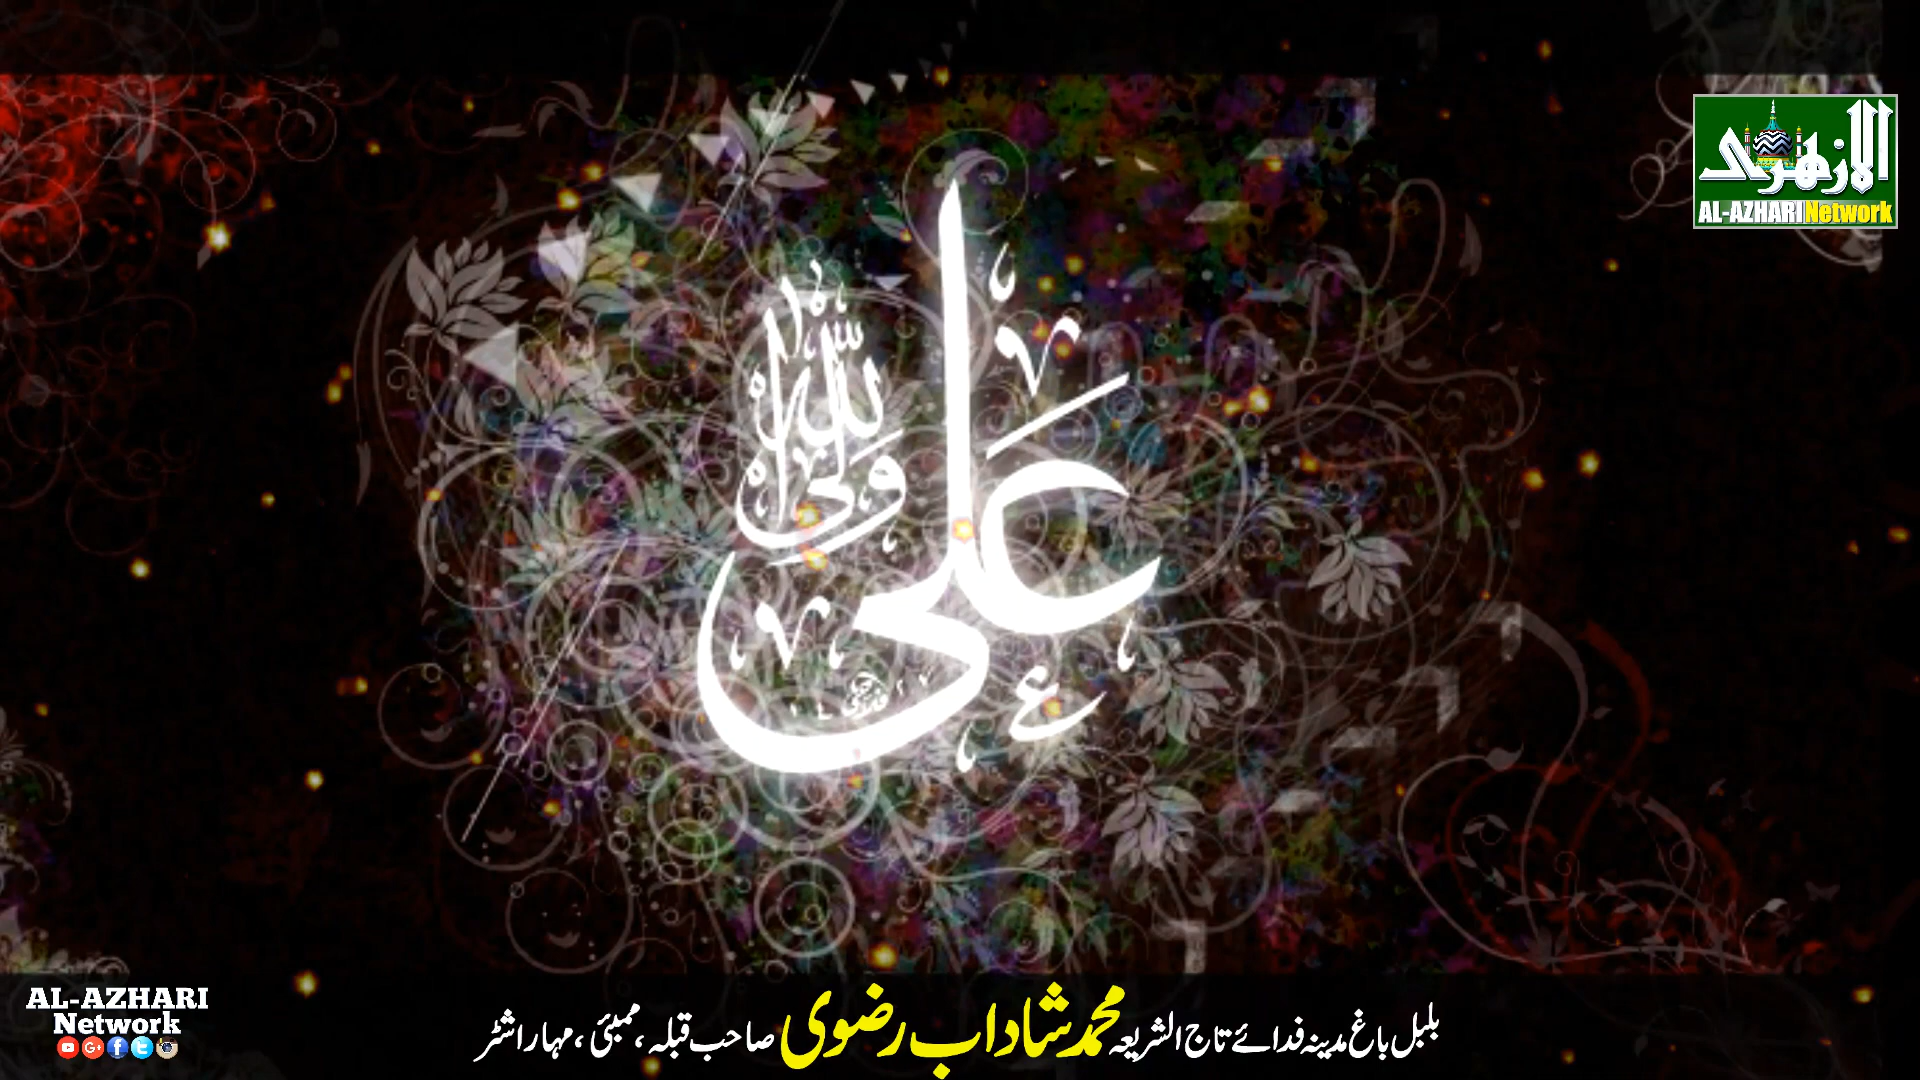 الازھری
AL-AZHARI Network
علی
ولی اللہ
AL-AZHARI
Network
بلبل باغ مدینہ فدائے تاج الشریعہ محمد شاداب رضوی صاحب قبلہ، ممبئی، مہاراشٹر